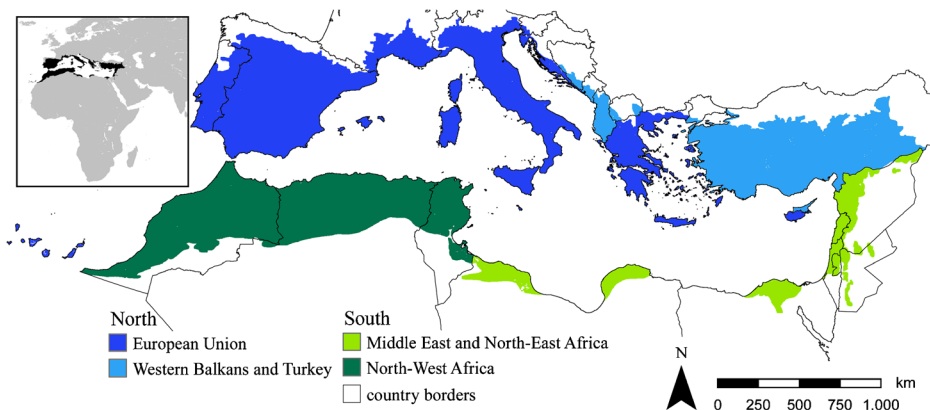 North
European Union
Western Balkans and Turkey
South
Middle East and North-East Africa
North-West Africa
country borders
N
km
0 250 500 750 1.000